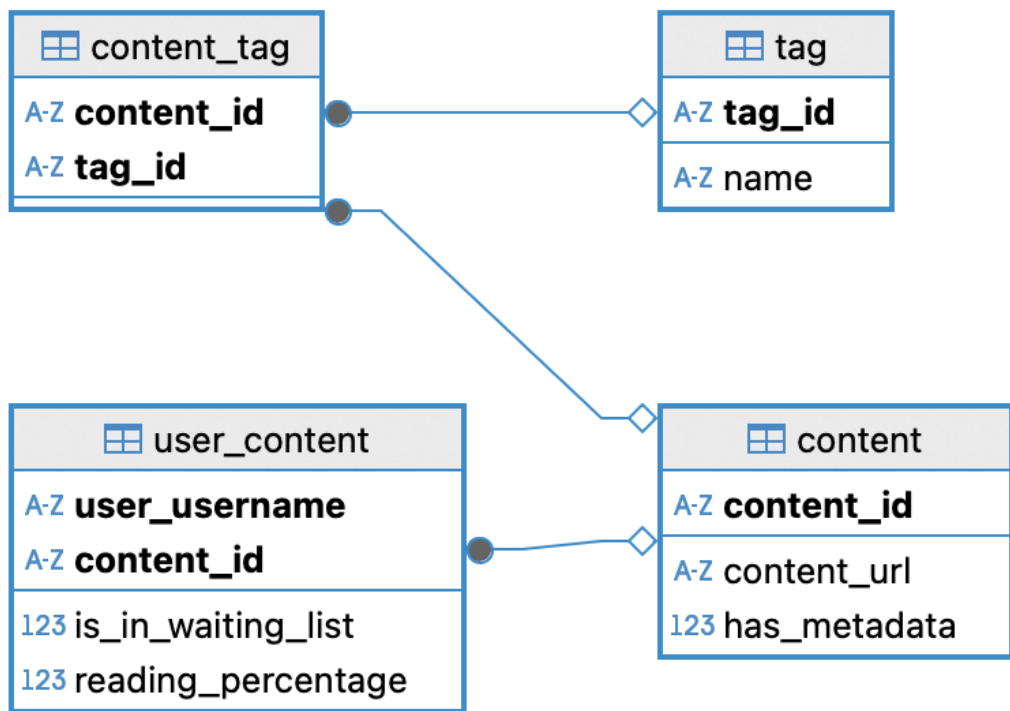 content_tag
A-Z content_id
A-Z tag_id
tag
A-Z tag_id
A-Z name
user_content
A-Z user_username
A-Z content_id
123 is_in_waiting_list
123 reading_percentage
content
A-Z content_id
A-Z content_url
123 has_metadata